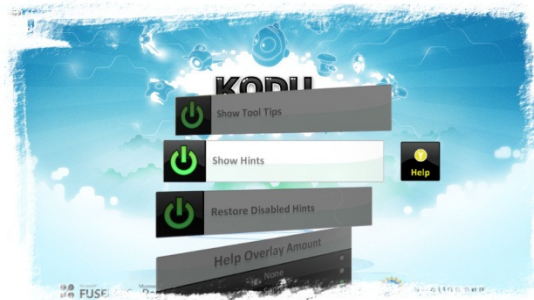 KODU
Show Tool Tips
Show Hints
Y
Help
Restore Disabled Hints
Help Overlay Amount
None
FUSE